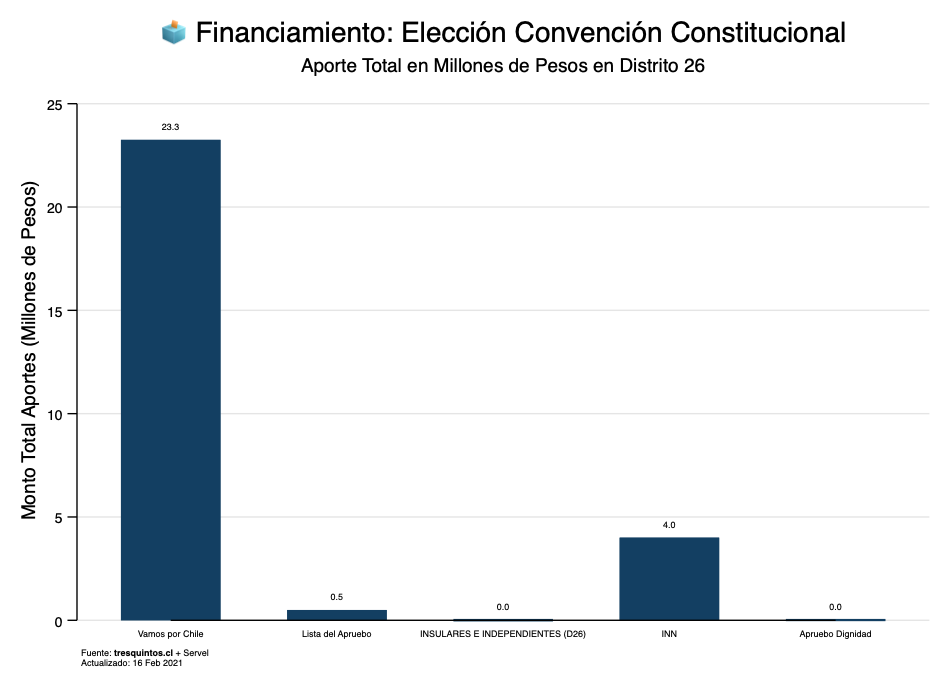 Financiamiento: Elección Convención Constitucional
Aporte Total en Millones de Pesos en Distrito 26
Monto Total Aportes (Millones de Pesos)
25
20
15
10
5
0
23.3
0.5
0.0
4.0
0.0
Vamos por Chile
Lista del Apruebo
INSULARES E INDEPENDIENTES (D26)
INN
Apruebo Dignidad
Fuente: tresquintos.cl + Servel
Actualizado: 16 Feb 2021